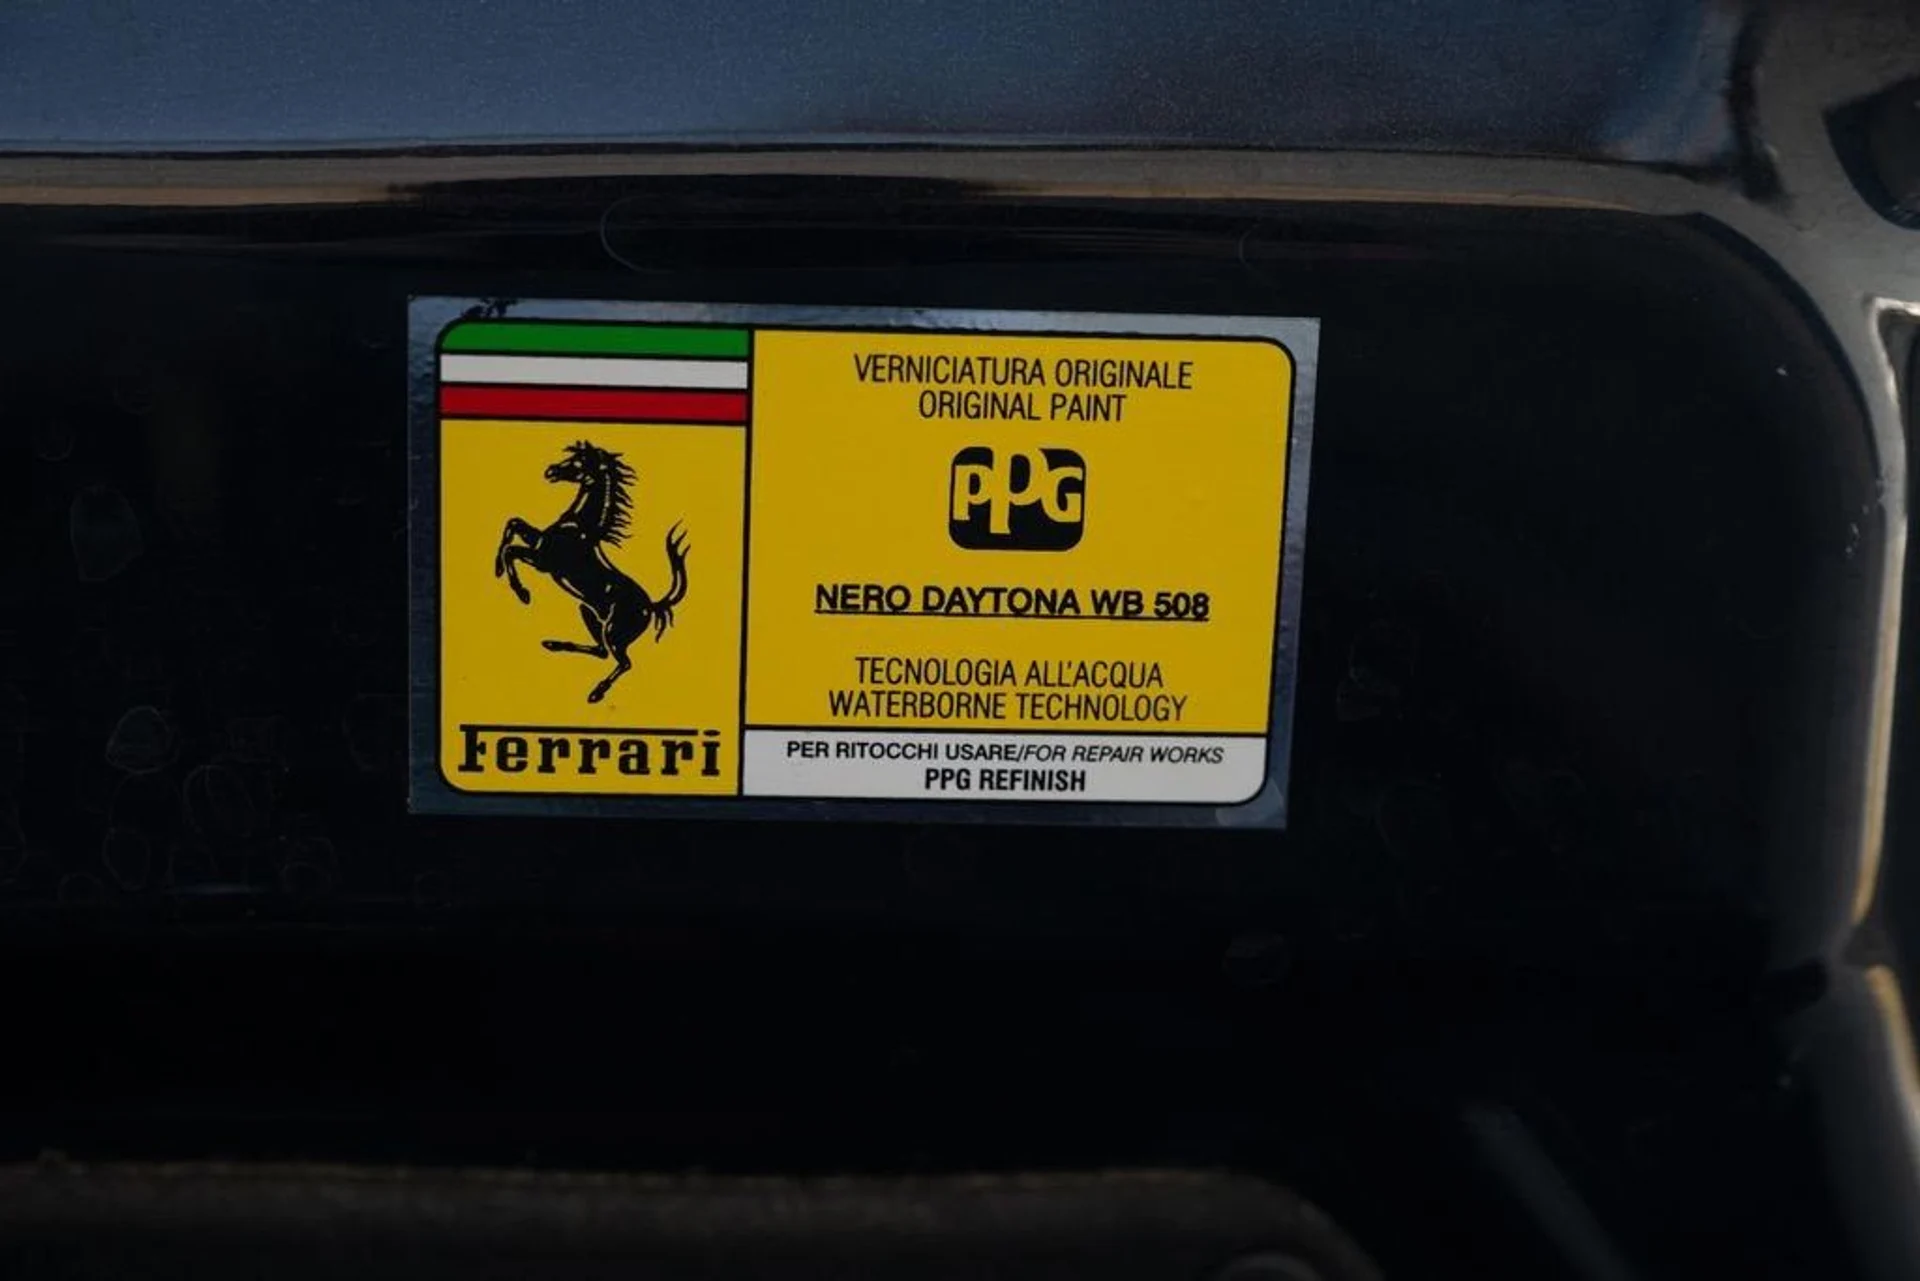 VERNICIATURA ORIGINALE
ORIGINAL PAINT
PPG
NERO DAYTONA WB 508
TECNOLOGIA ALL'ACQUA
WATERBORNE TECHNOLOGY
Ferrari
PER RITOCCHI USARE/FOR REPAIR WORKS
PPG REFINISH